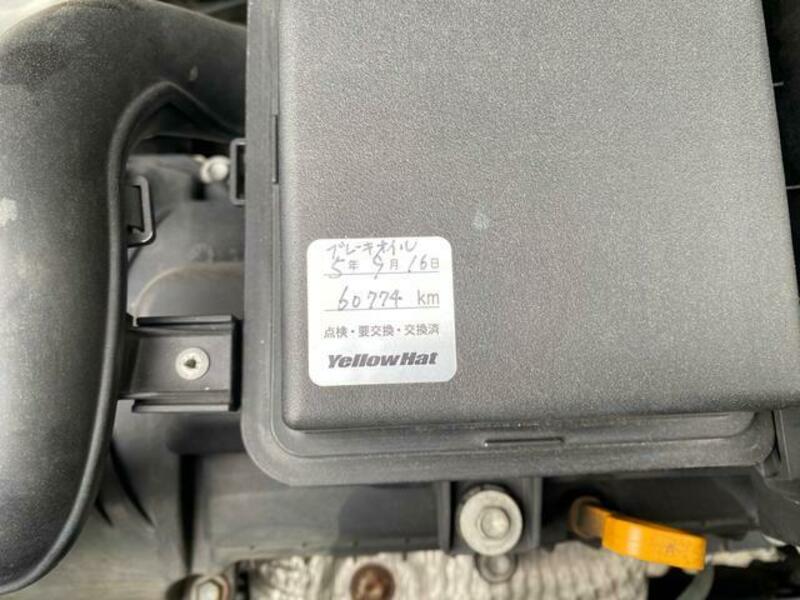 ブレーキオイル
5年 9月 16日
60774 km
点検・要交換・交換済
YellowHat